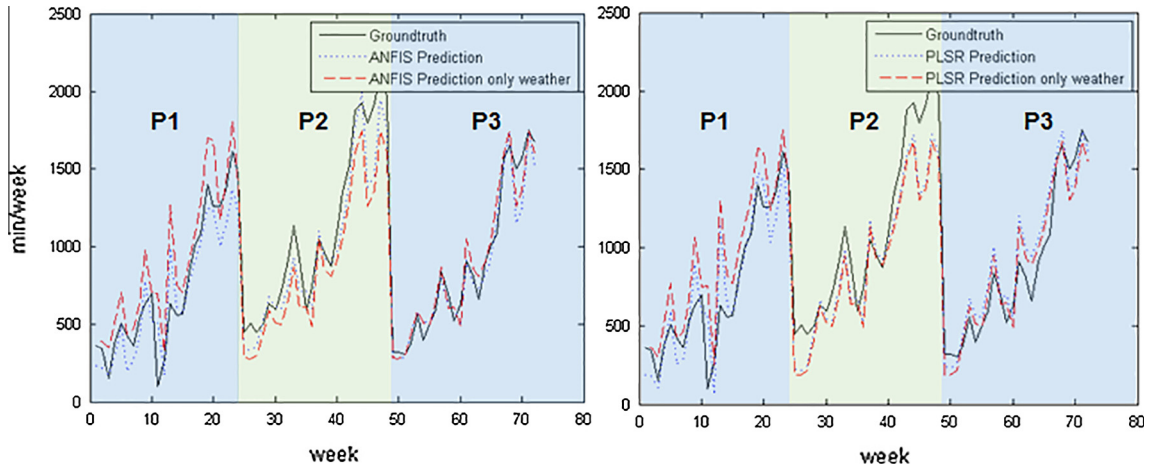 2500
2000
1500
1000
500
0
min/week
0 10 20 30 40 50 60 70 80
week
Groundtruth
ANFIS Prediction
ANFIS Prediction only weather
P1 P2 P3
2500
2000
1500
1000
500
0
0 10 20 30 40 50 60 70 80
week
Groundtruth
PLSR Prediction
PLSR Prediction only weather
P1 P2 P3